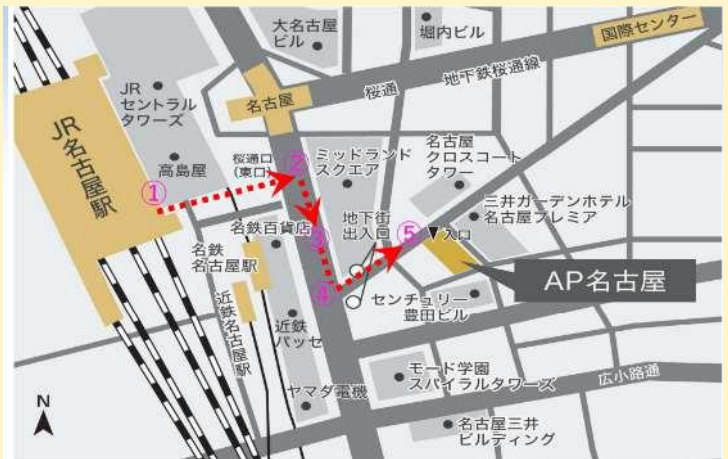 大名古屋
ビル
堀内ビル
国際センター
JR
セントラル
タワーズ
名古屋
桜通
地下鉄桜通線
JR名古屋駅
高島屋
桜通口
(東口)
①
②
ミッドランド
スクエア
名古屋
クロスコート
タワー
三井ガーデンホテル
名古屋プレミア
地下街
出入口
③
⑤
入口
名鉄百貨店
名鉄
名古屋駅
④
AP名古屋
近鉄名古屋駅
近鉄
パッセ
センチュリー
豊田ビル
モード学園
スパイラルタワーズ
広小路通
ヤマダ電機
名古屋三井
ビルディング
N